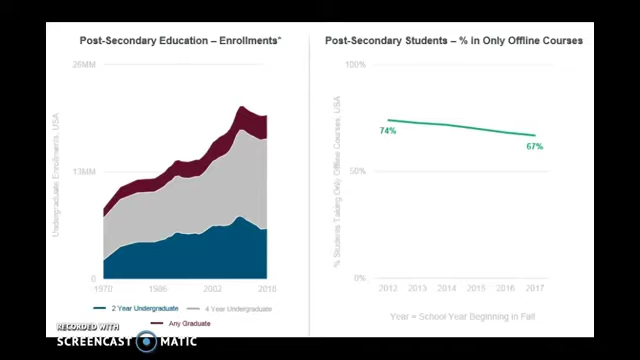 Post-Secondary Education – Enrollments*
26MM
13MM
0
Undergraduate Enrollments, USA
1970
1986
2002
2018
2 Year Undergraduate
4 Year Undergraduate
Any Graduate
Post-Secondary Students – % in Only Offline Courses
100%
50%
0%
% Students Taking Only Offline Courses, USA
74%
67%
2012 2013 2014 2015 2016 2017
Year = School Year Beginning in Fall
RECORDED WITH
SCREENCAST MATIC